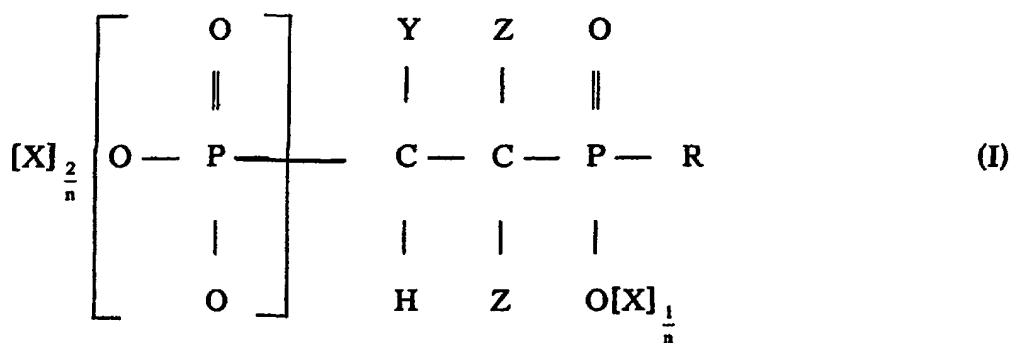 O Y Z O
‖ | | ‖
[X] 2/n [ O — P ] — C — C — P — R (I)
| | | |
O H Z O[X] 1/n